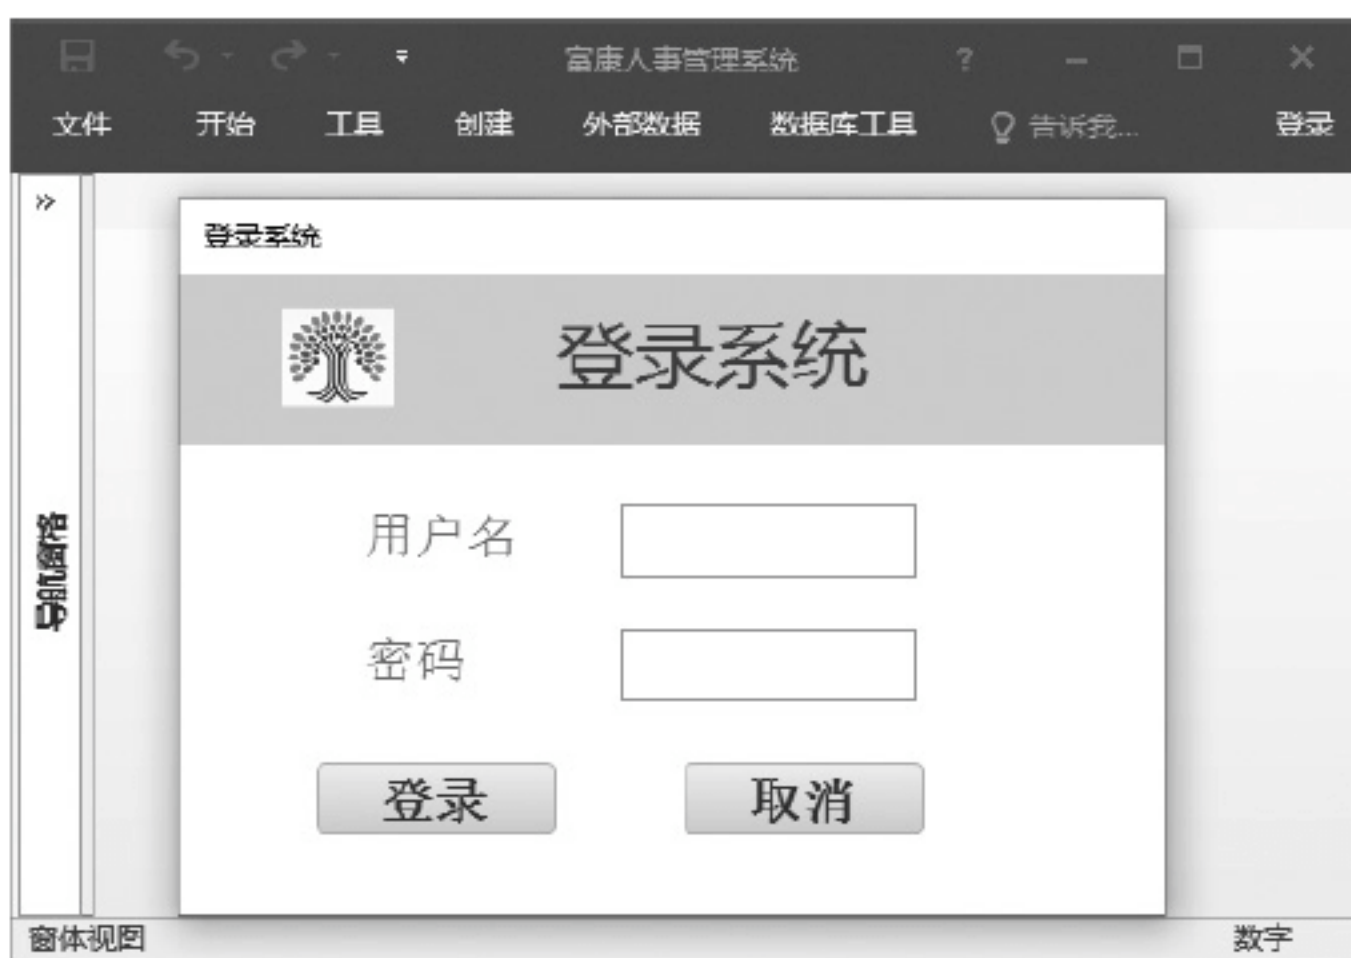 富康人事管理系统 ?
文件 开始 工具 创建 外部数据 数据库工具 告诉我... 登录
»
登录系统
登录系统
导航窗格
用户名
密码
登录 取消
窗体视图 数字